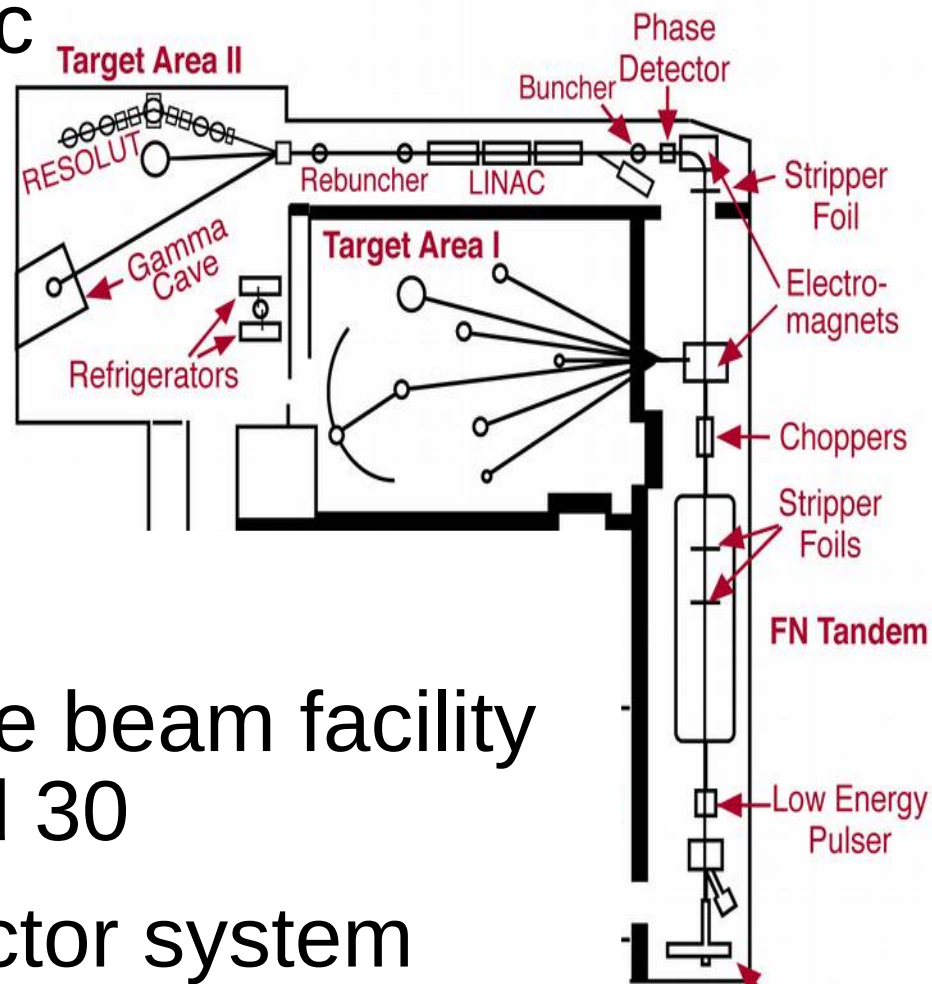 c
Target Area II
Phase
Detector
Buncher
RESOLUT
Rebuncher
LINAC
Stripper
Foil
Gamma
Cave
Target Area I
Electro-
magnets
Refrigerators
Choppers
Stripper
Foils
FN Tandem
e beam facility
30
Low Energy
Pulser
ctor system